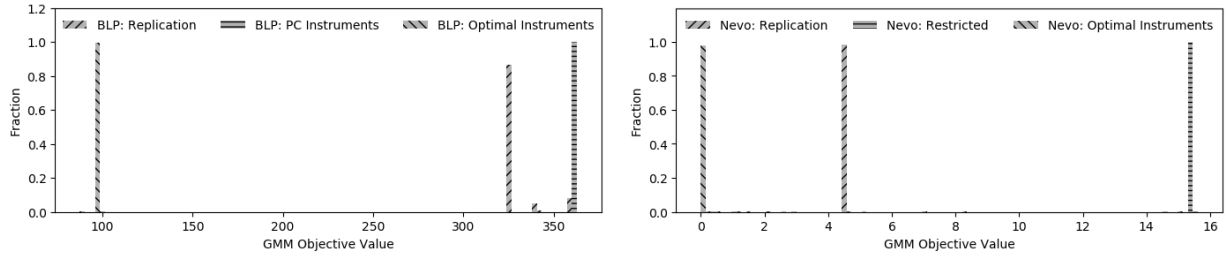 BLP: Replication BLP: PC Instruments BLP: Optimal Instruments
1.2
1.0
0.8
0.6
0.4
0.2
0.0
Fraction
100 150 200 250 300 350
GMM Objective Value
Nevo: Replication Nevo: Restricted Nevo: Optimal Instruments
1.0
0.8
0.6
0.4
0.2
0.0
Fraction
0 2 4 6 8 10 12 14 16
GMM Objective Value